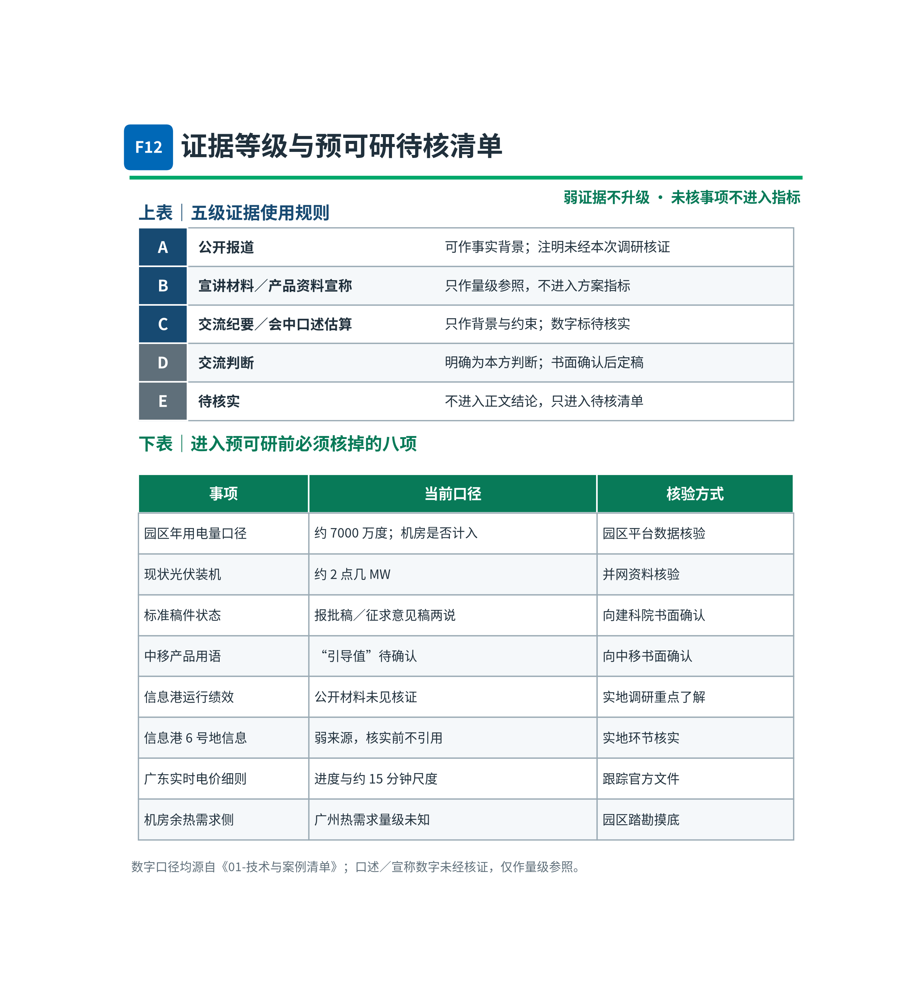 F12 证据等级与预可研待核清单
弱证据不升级 · 未核事项不进入指标
上表｜五级证据使用规则
A 公开报道 可作事实背景；注明未经本次调研核证
B 宣讲材料／产品资料宣称 只作量级参照，不进入方案指标
C 交流纪要／会中口述估算 只作背景与约束；数字标待核实
D 交流判断 明确为本方判断；书面确认后定稿
E 待核实 不进入正文结论，只进入待核清单
下表｜进入预可研前必须核掉的八项
事项 当前口径 核验方式
园区年用电量口径 约 7000 万度；机房是否计入 园区平台数据核验
现状光伏装机 约 2 点几 MW 并网资料核验
标准稿件状态 报批稿／征求意见稿两说 向建科院书面确认
中移产品用语 “引导值”待确认 向中移书面确认
信息港运行绩效 公开材料未见核证 实地调研重点了解
信息港 6 号地信息 弱来源，核实前不引用 实地环节核实
广东实时电价细则 进度与约 15 分钟尺度 跟踪官方文件
机房余热需求侧 广州热需求量级未知 园区踏勘摸底
数字口径均源自《01-技术与案例清单》；口述／宣称数字未经核证，仅作量级参照。